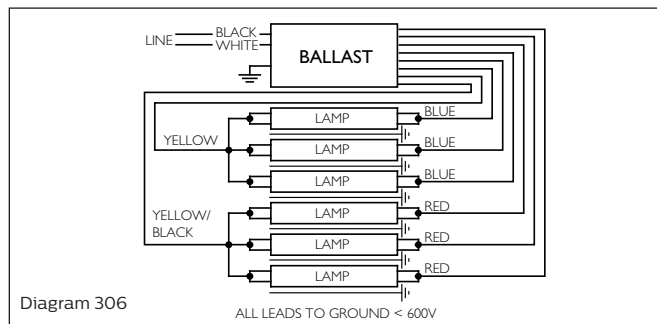 LINE
BLACK
WHITE
BALLAST
LAMP
BLUE
YELLOW
LAMP
BLUE
LAMP
BLUE
YELLOW/
BLACK
LAMP
RED
LAMP
RED
LAMP
RED
Diagram 306
ALL LEADS TO GROUND < 600V